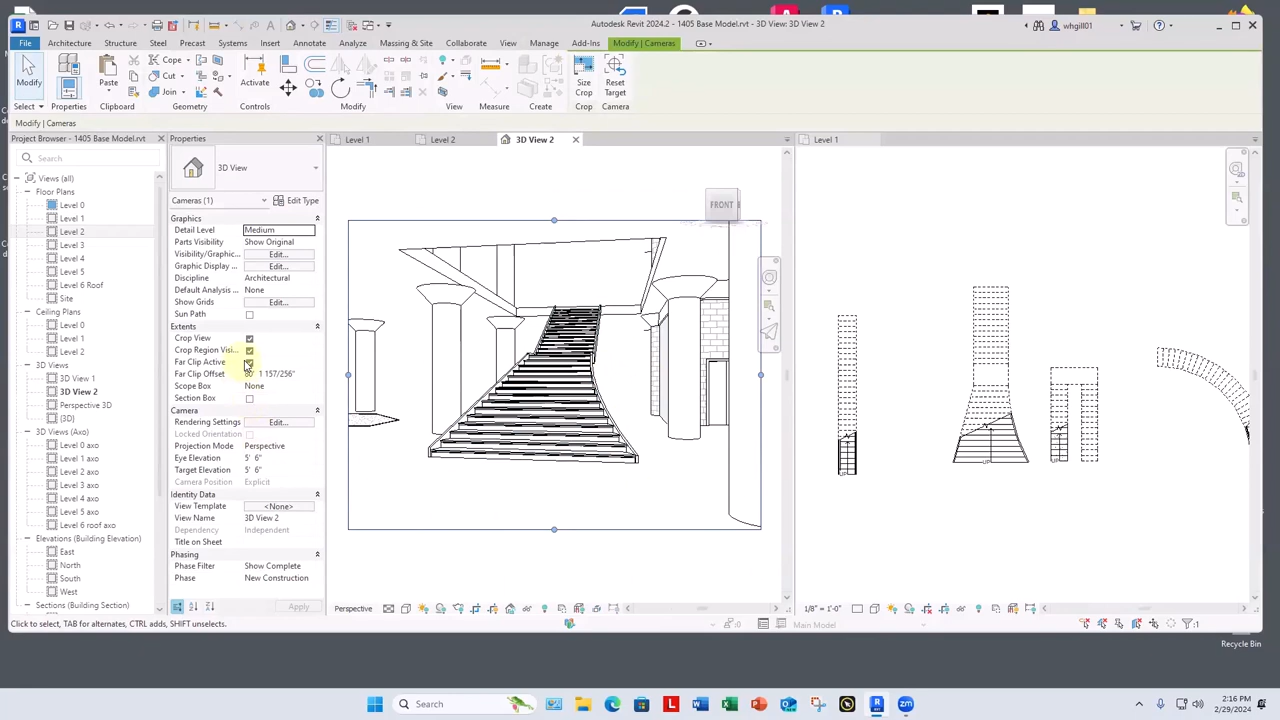 Autodesk Revit 2024.2 - 1405 Base Model.rvt - 3D View: 3D View 2
whgill01
File Architecture Structure Steel Precast Systems Insert Annotate Analyze Massing & Site Collaborate View Manage Add-Ins Modify | Cameras
Modify
Select
Properties
Paste
Clipboard
Cope
Cut
Join
Geometry
Activate
Controls
Modify
View
Measure
Create
Size Crop
Crop
Reset Target
Camera
Modify | Cameras
Project Browser - 1405 Base Model.rvt
Search
Views (all)
Floor Plans
Level 0
Level 1
Level 2
Level 3
Level 4
Level 5
Level 6 Roof
Site
Ceiling Plans
Level 0
Level 1
Level 2
3D Views
3D View 1
3D View 2
Perspective 3D
{3D}
3D Views (Axo)
Level 0 axo
Level 1 axo
Level 2 axo
Level 3 axo
Level 4 axo
Level 5 axo
Level 6 roof axo
Elevations (Building Elevation)
East
North
South
West
Sections (Building Section)
Properties
3D View
Cameras (1) Edit Type
Graphics
Detail Level Medium
Parts Visibility Show Original
Visibility/Graphic... Edit...
Graphic Display ... Edit...
Discipline Architectural
Default Analysis ... None
Show Grids Edit...
Sun Path
Extents
Crop View
Crop Region Visi...
Far Clip Active
Far Clip Offset 1 157/256"
Scope Box None
Section Box
Camera
Rendering Settings Edit...
Locked Orientation
Projection Mode Perspective
Eye Elevation 5' 6"
Target Elevation 5' 6"
Camera Position Explicit
Identity Data
View Template <None>
View Name 3D View 2
Dependency Independent
Title on Sheet
Phasing
Phase Filter Show Complete
Phase New Construction
Apply
Level 1 Level 2 3D View 2
FRONT
Perspective
Level 1
UP UP UP
1/8" = 1'-0"
Click to select, TAB for alternates, CTRL adds, SHIFT unselects.
:0 Main Model :1
Recycle Bin
Search
2:16 PM
2/29/2024